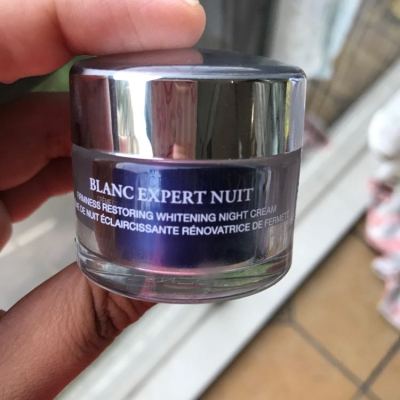 BLANC EXPERT NUIT
FIRMNESS RESTORING WHITENING NIGHT CREAM
DE NUIT ÉCLAIRCISSANTE RÉNOVATRICE DE FERMETÉ